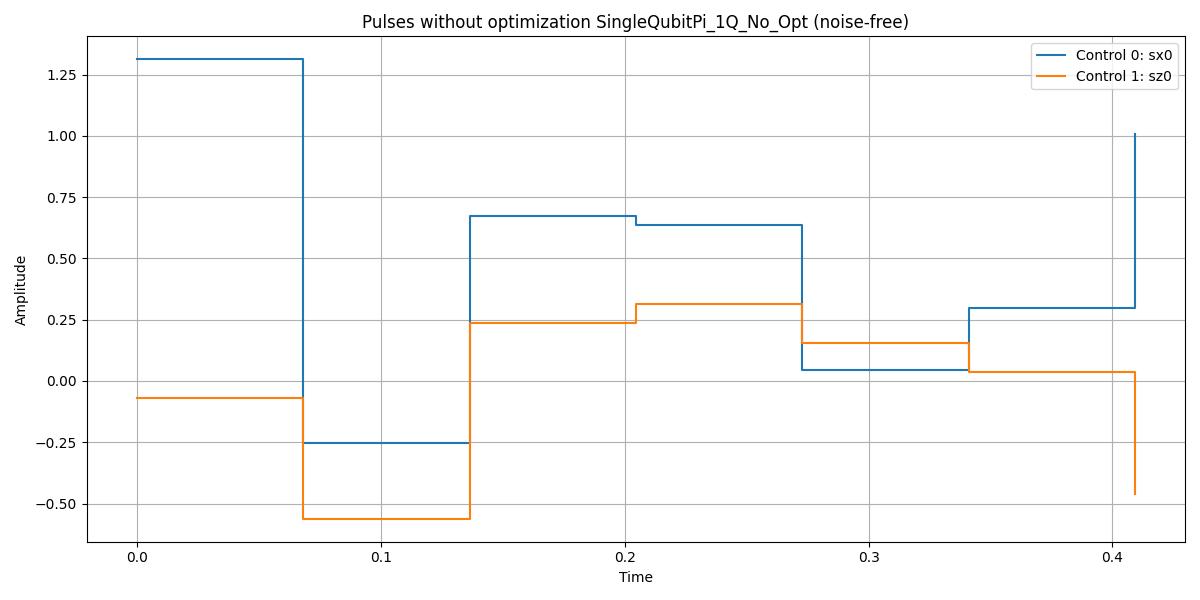 Pulses without optimization SingleQubitPi_1Q_No_Opt (noise-free)
Control 0: sx0
Control 1: sz0
Amplitude
1.25
1.00
0.75
0.50
0.25
0.00
−0.25
−0.50
0.0 0.1 0.2 0.3 0.4
Time